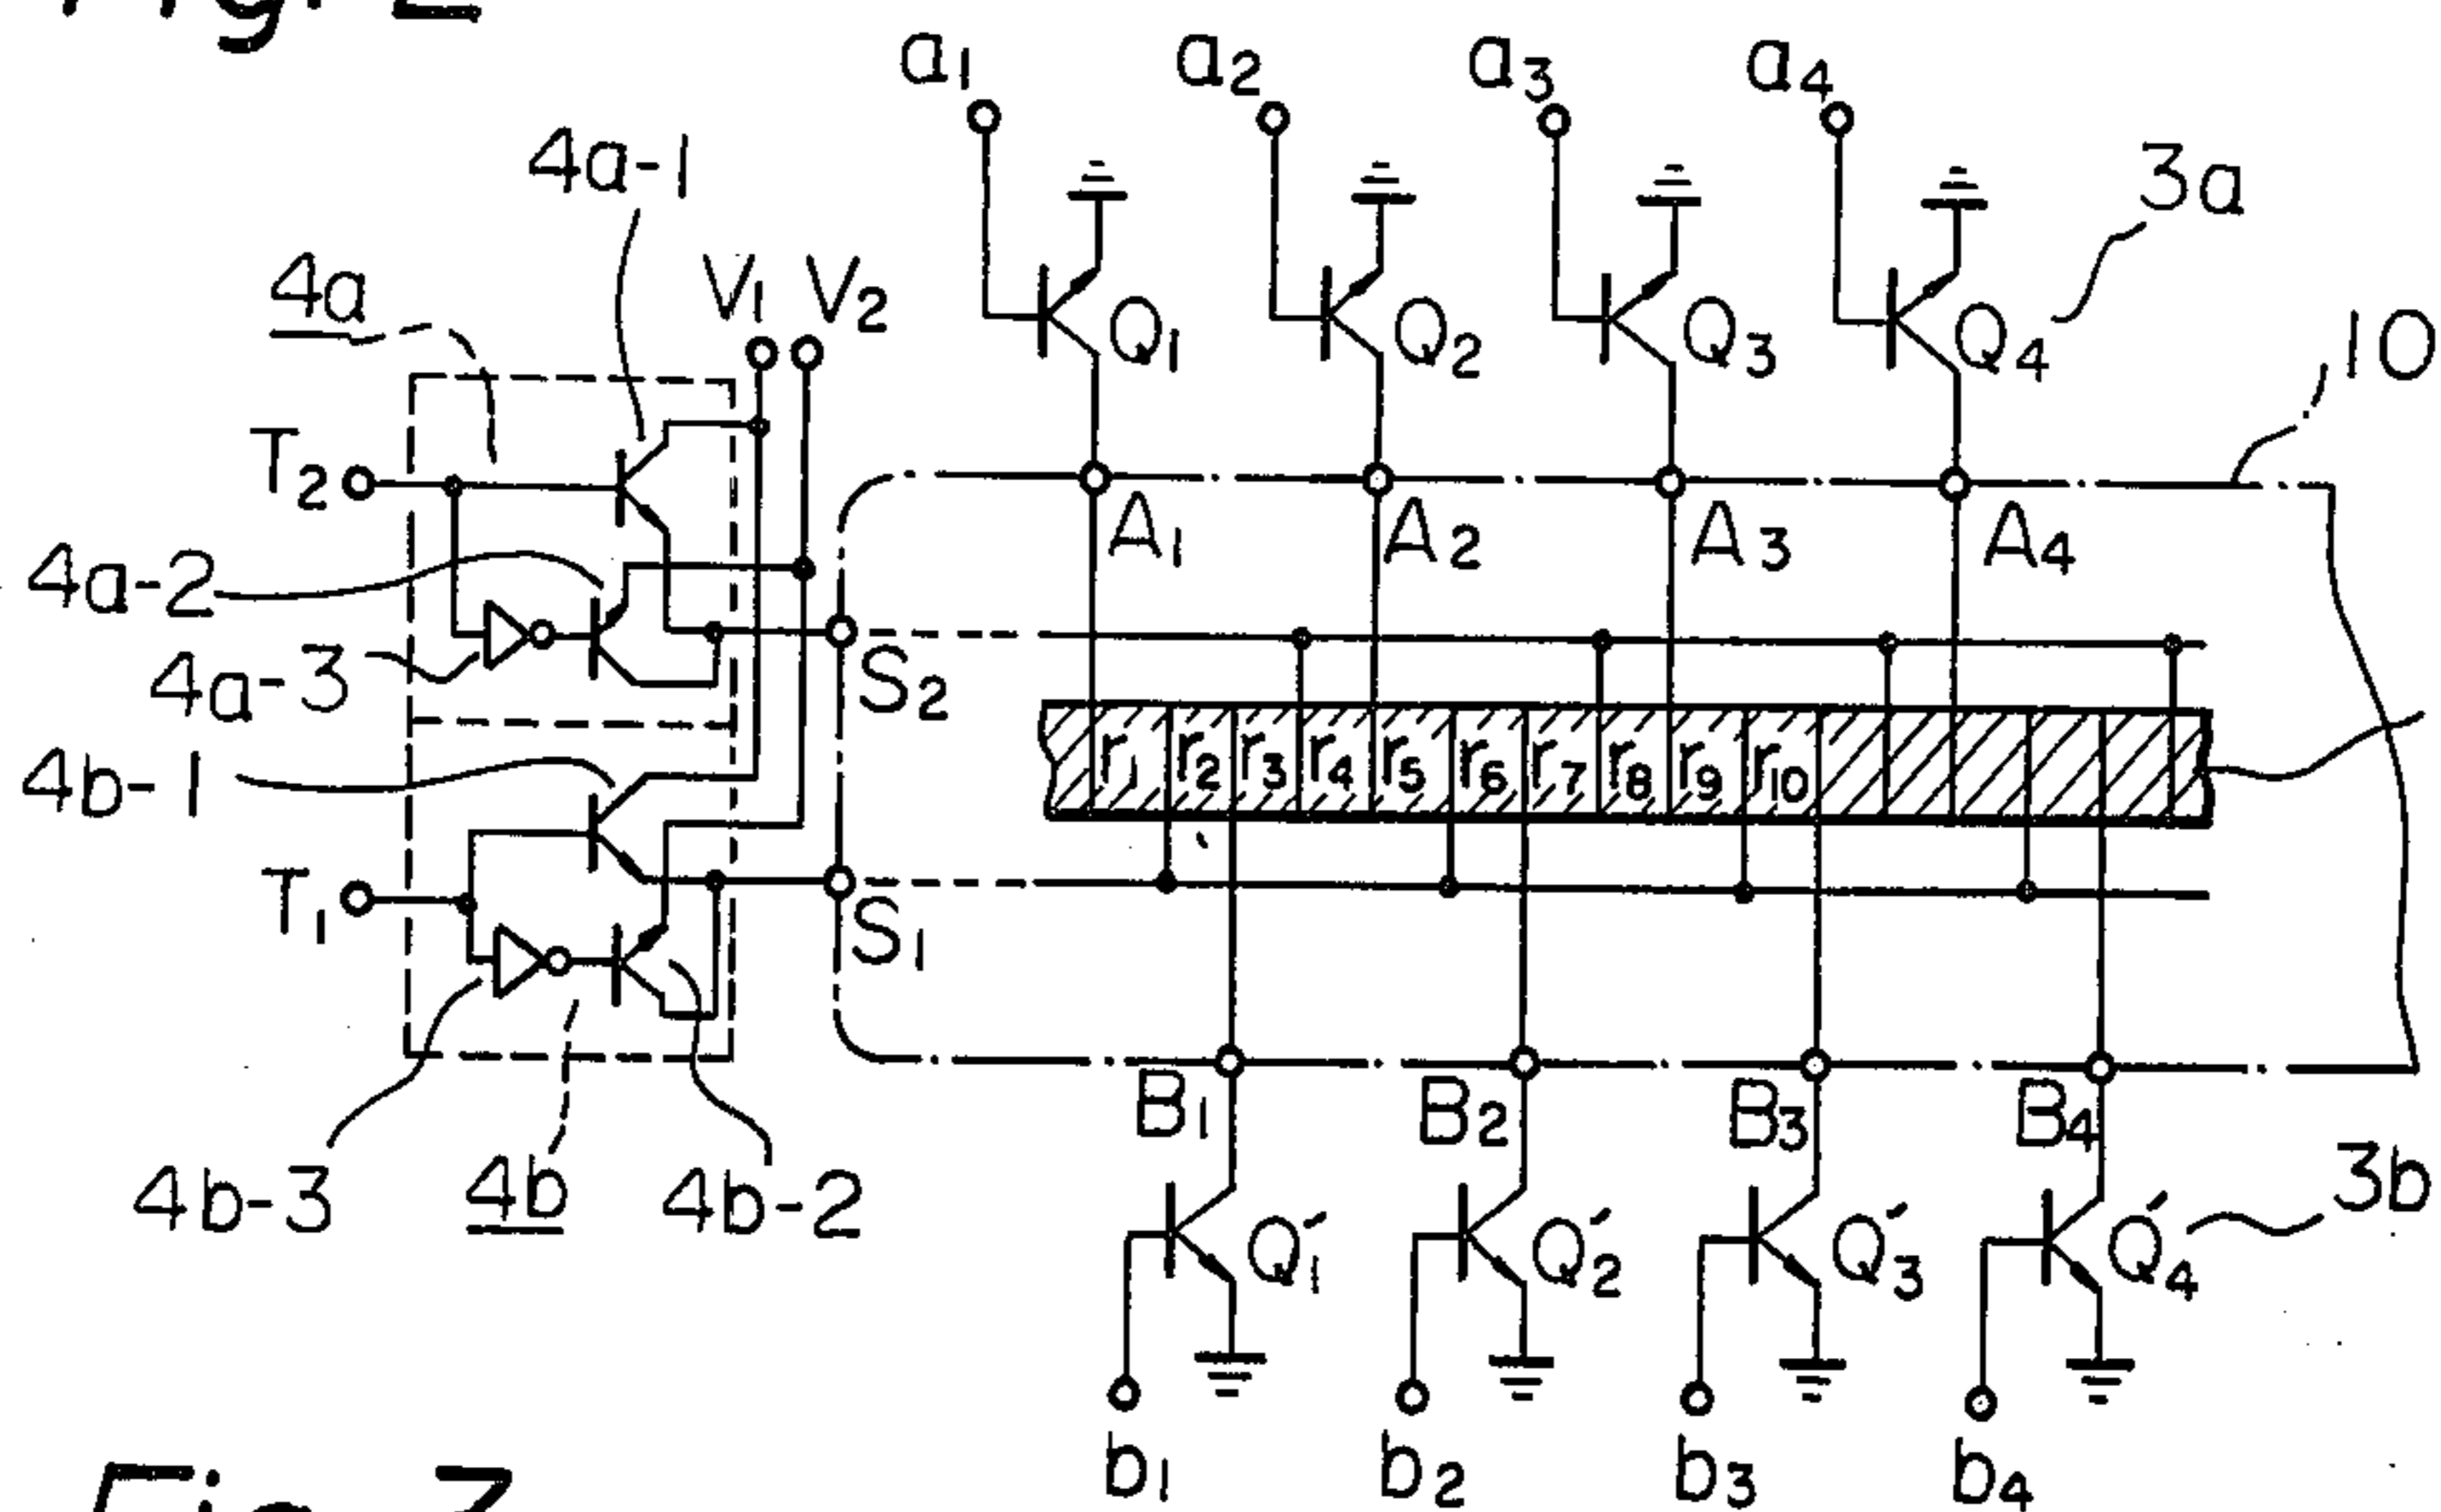 Fig. 2
a1 a2 a3 a4
4a-1
3a
4a
V1 V2
Q1 Q2 Q3 Q4
10
T2
A1 A2 A3 A4
4a-2
4a-3
S2
r1 r2 r3 r4 r5 r6 r7 r8 r9 r10
4b-1
T1
S1
B1 B2 B3 B4
4b-3 4b 4b-2
Q'1 Q'2 Q'3 Q'4
3b
b1 b2 b3 b4